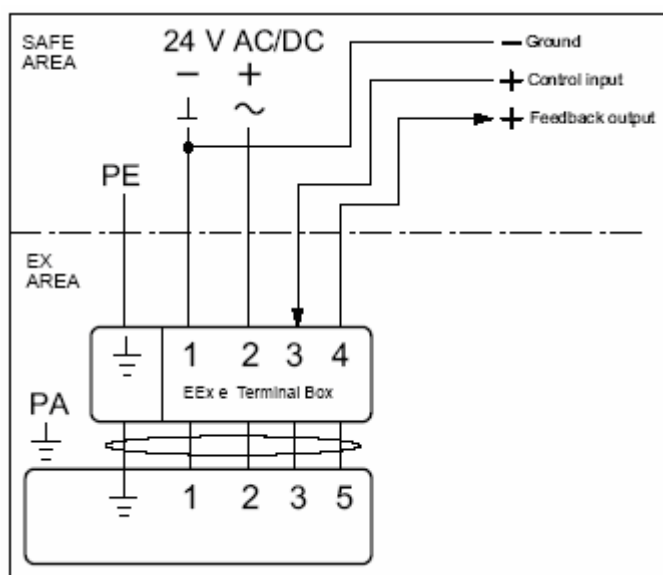 SAFE AREA
24 V AC/DC
− +
~
− Ground
+ Control input
+ Feedback output
PE
EX AREA
1 2 3 4
EEx e Terminal Box
PA
1 2 3 5